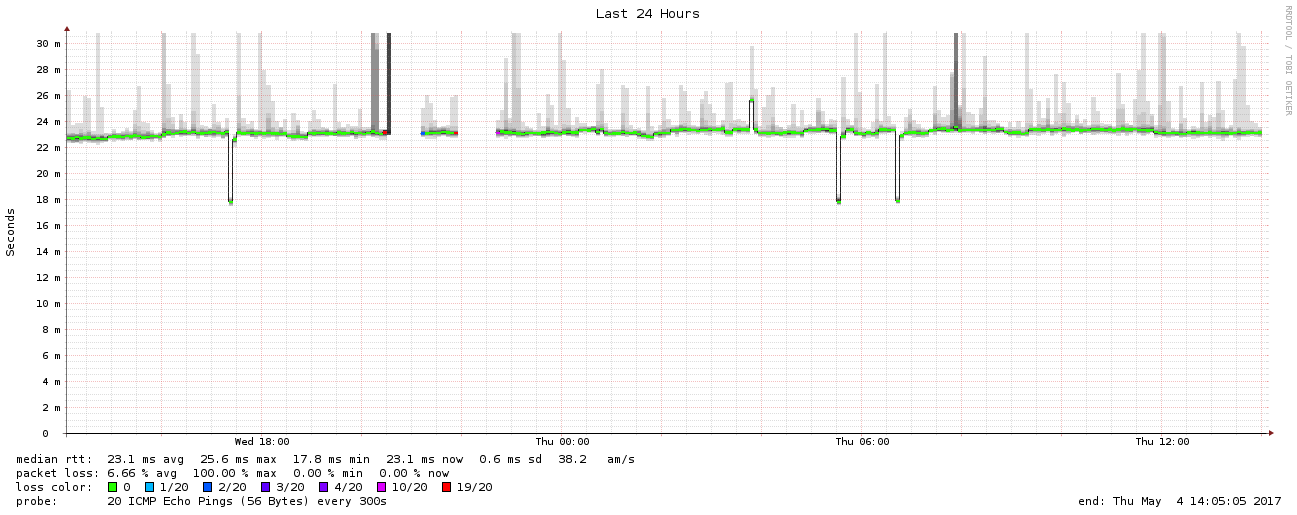 Last 24 Hours
RRDTOOL / TOBI OETIKER
Seconds
30 m
28 m
26 m
24 m
22 m
20 m
18 m
16 m
14 m
12 m
10 m
8 m
6 m
4 m
2 m
0
Wed 18:00 Thu 00:00 Thu 06:00 Thu 12:00
median rtt: 23.1 ms avg 25.6 ms max 17.8 ms min 23.1 ms now 0.6 ms sd 38.2 am/s
packet loss: 6.66 % avg 100.00 % max 0.00 % min 0.00 % now
loss color: 0 1/20 2/20 3/20 4/20 10/20 19/20
probe: 20 ICMP Echo Pings (56 Bytes) every 300s end: Thu May 4 14:05:05 2017